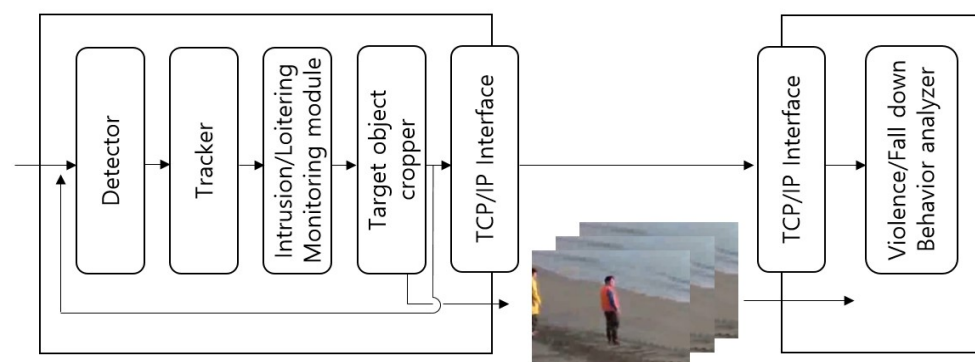 Detector
Tracker
Intrusion/Loitering
Monitoring module
Target object
cropper
TCP/IP Interface
TCP/IP Interface
Violence/Fall down
Behavior analyzer